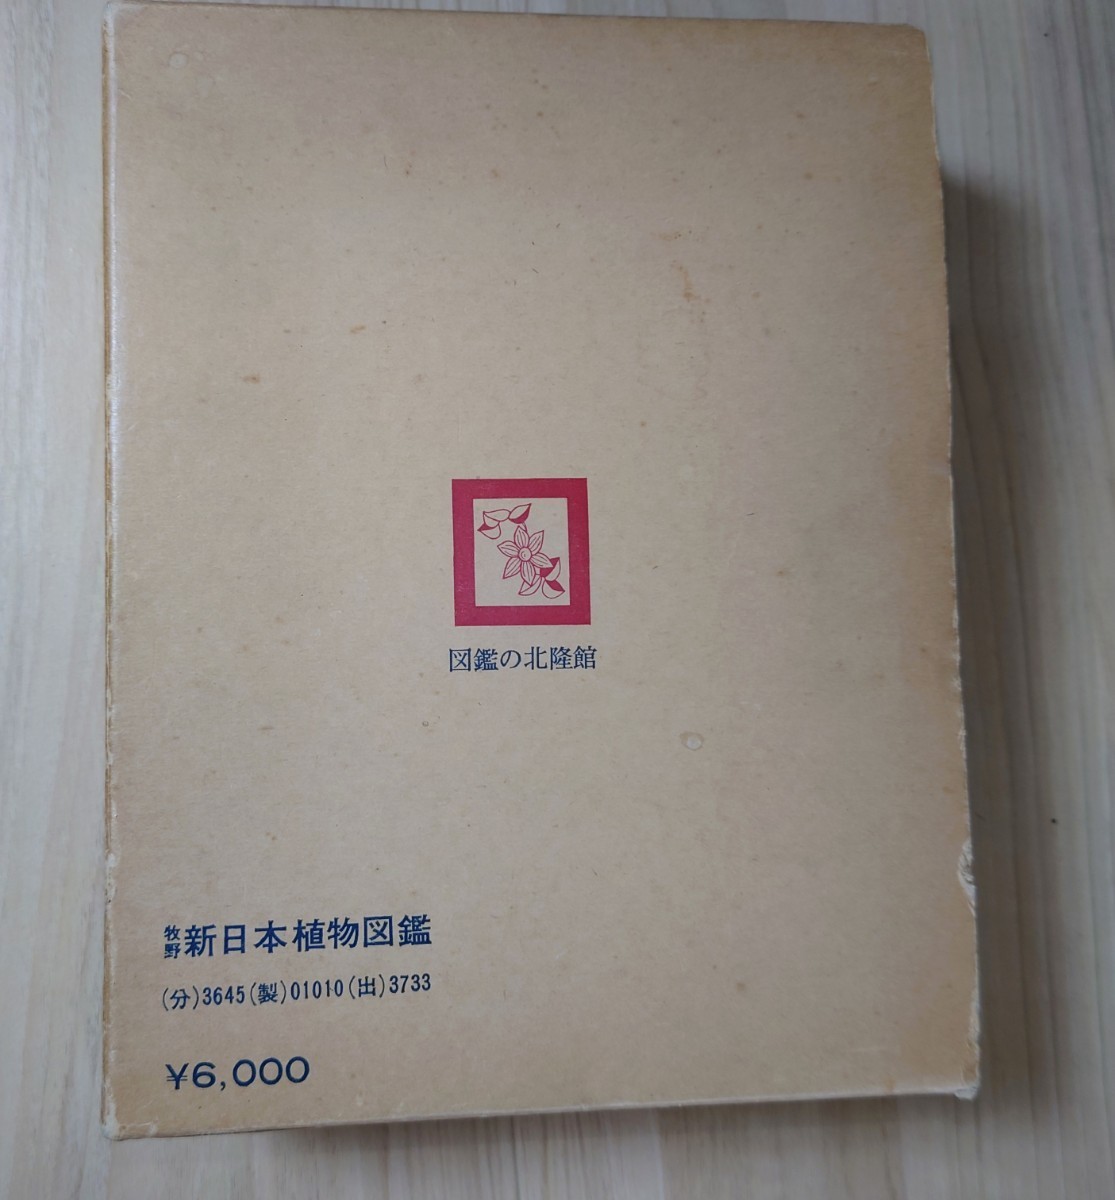 図鑑の北隆館
牧野 新日本植物図鑑
(分)3645(製)01010(出)3733
¥6,000